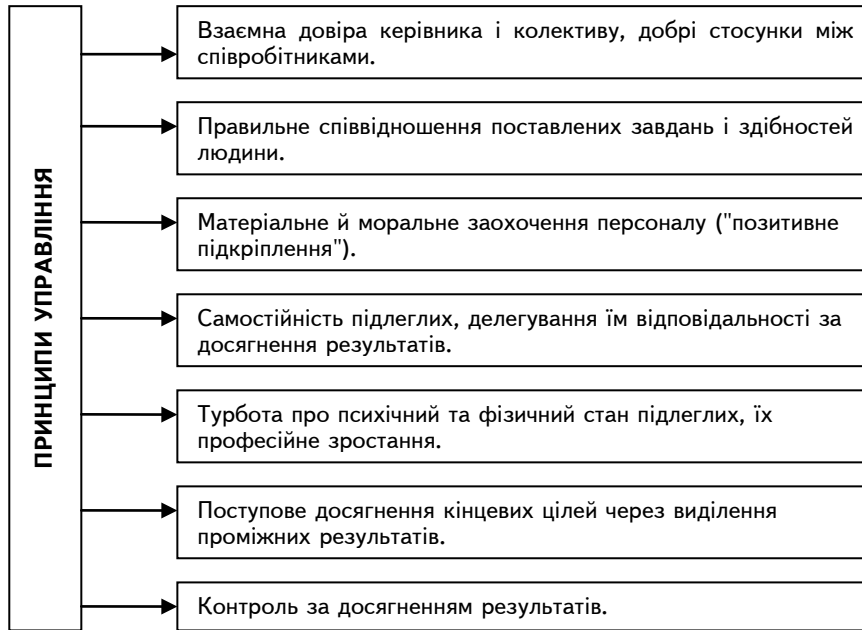 ПРИНЦИПИ УПРАВЛІННЯ
Взаємна довіра керівника і колективу, добрі стосунки між
співробітниками.
Правильне співвідношення поставлених завдань і здібностей
людини.
Матеріальне й моральне заохочення персоналу ("позитивне
підкріплення").
Самостійність підлеглих, делегування їм відповідальності за
досягнення результатів.
Турбота про психічний та фізичний стан підлеглих, їх
професійне зростання.
Поступове досягнення кінцевих цілей через виділення
проміжних результатів.
Контроль за досягненням результатів.